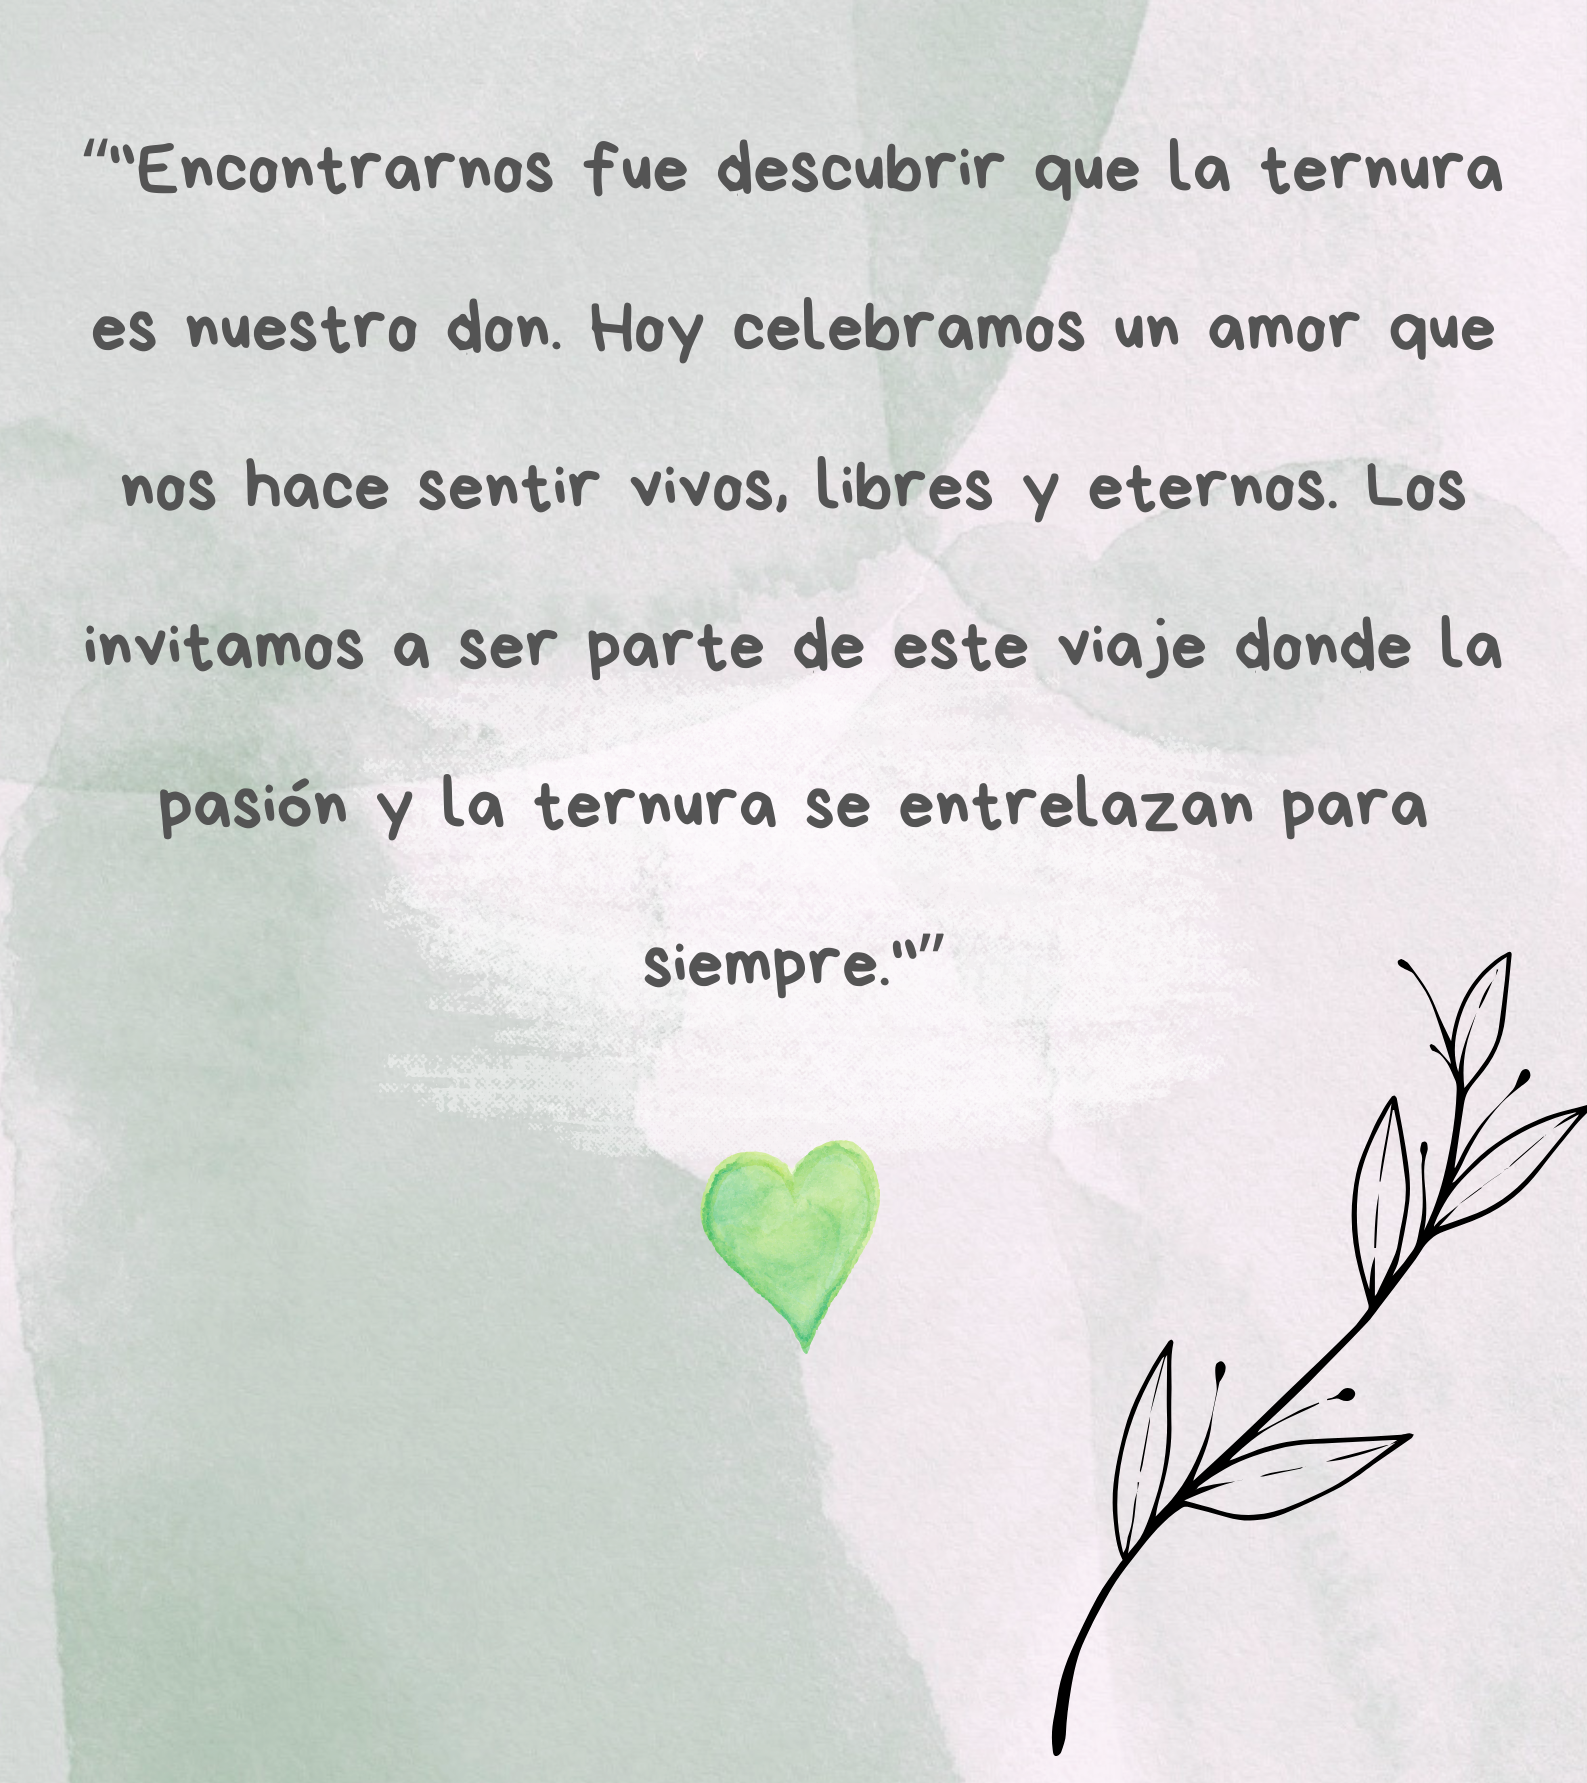 “"Encontrarnos fue descubrir que la ternura
es nuestro don. Hoy celebramos un amor que
nos hace sentir vivos, libres y eternos. Los
invitamos a ser parte de este viaje donde la
pasión y la ternura se entrelazan para
siempre."”